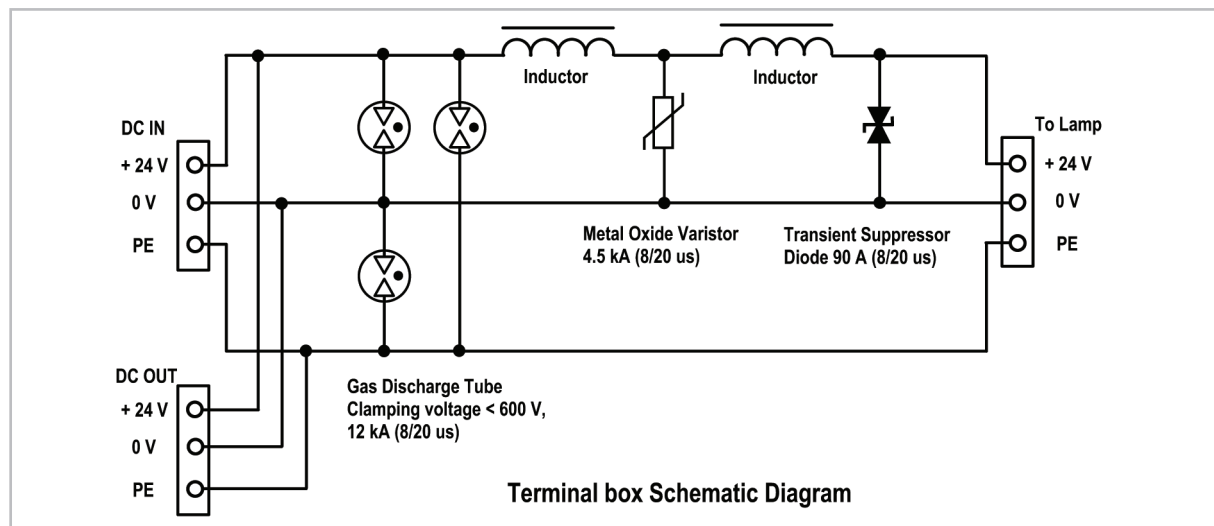 Inductor
Inductor
DC IN
+ 24 V
0 V
PE
To Lamp
+ 24 V
0 V
PE
Metal Oxide Varistor
4.5 kA (8/20 us)
Transient Suppressor
Diode 90 A (8/20 us)
DC OUT
+ 24 V
0 V
PE
Gas Discharge Tube
Clamping voltage < 600 V,
12 kA (8/20 us)
Terminal box Schematic Diagram